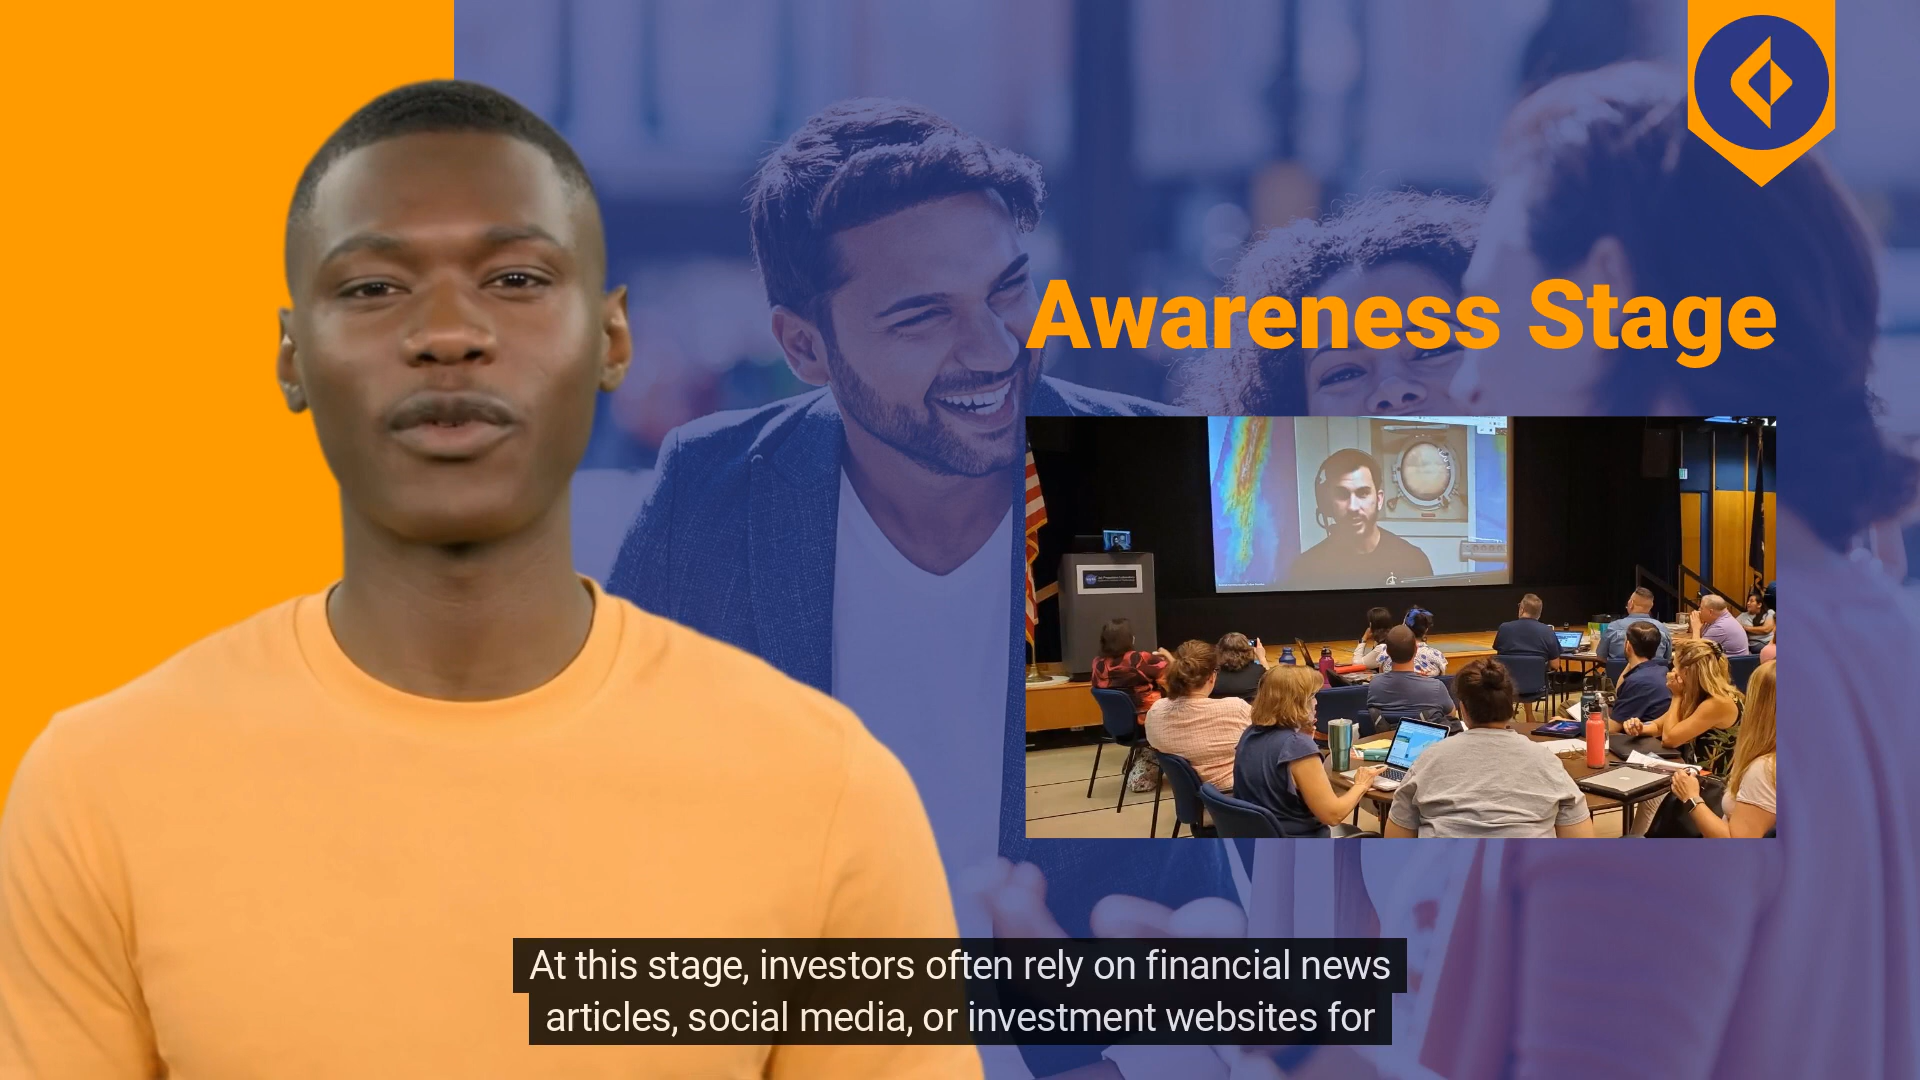 Awareness Stage
At this stage, investors often rely on financial news
articles, social media, or investment websites for